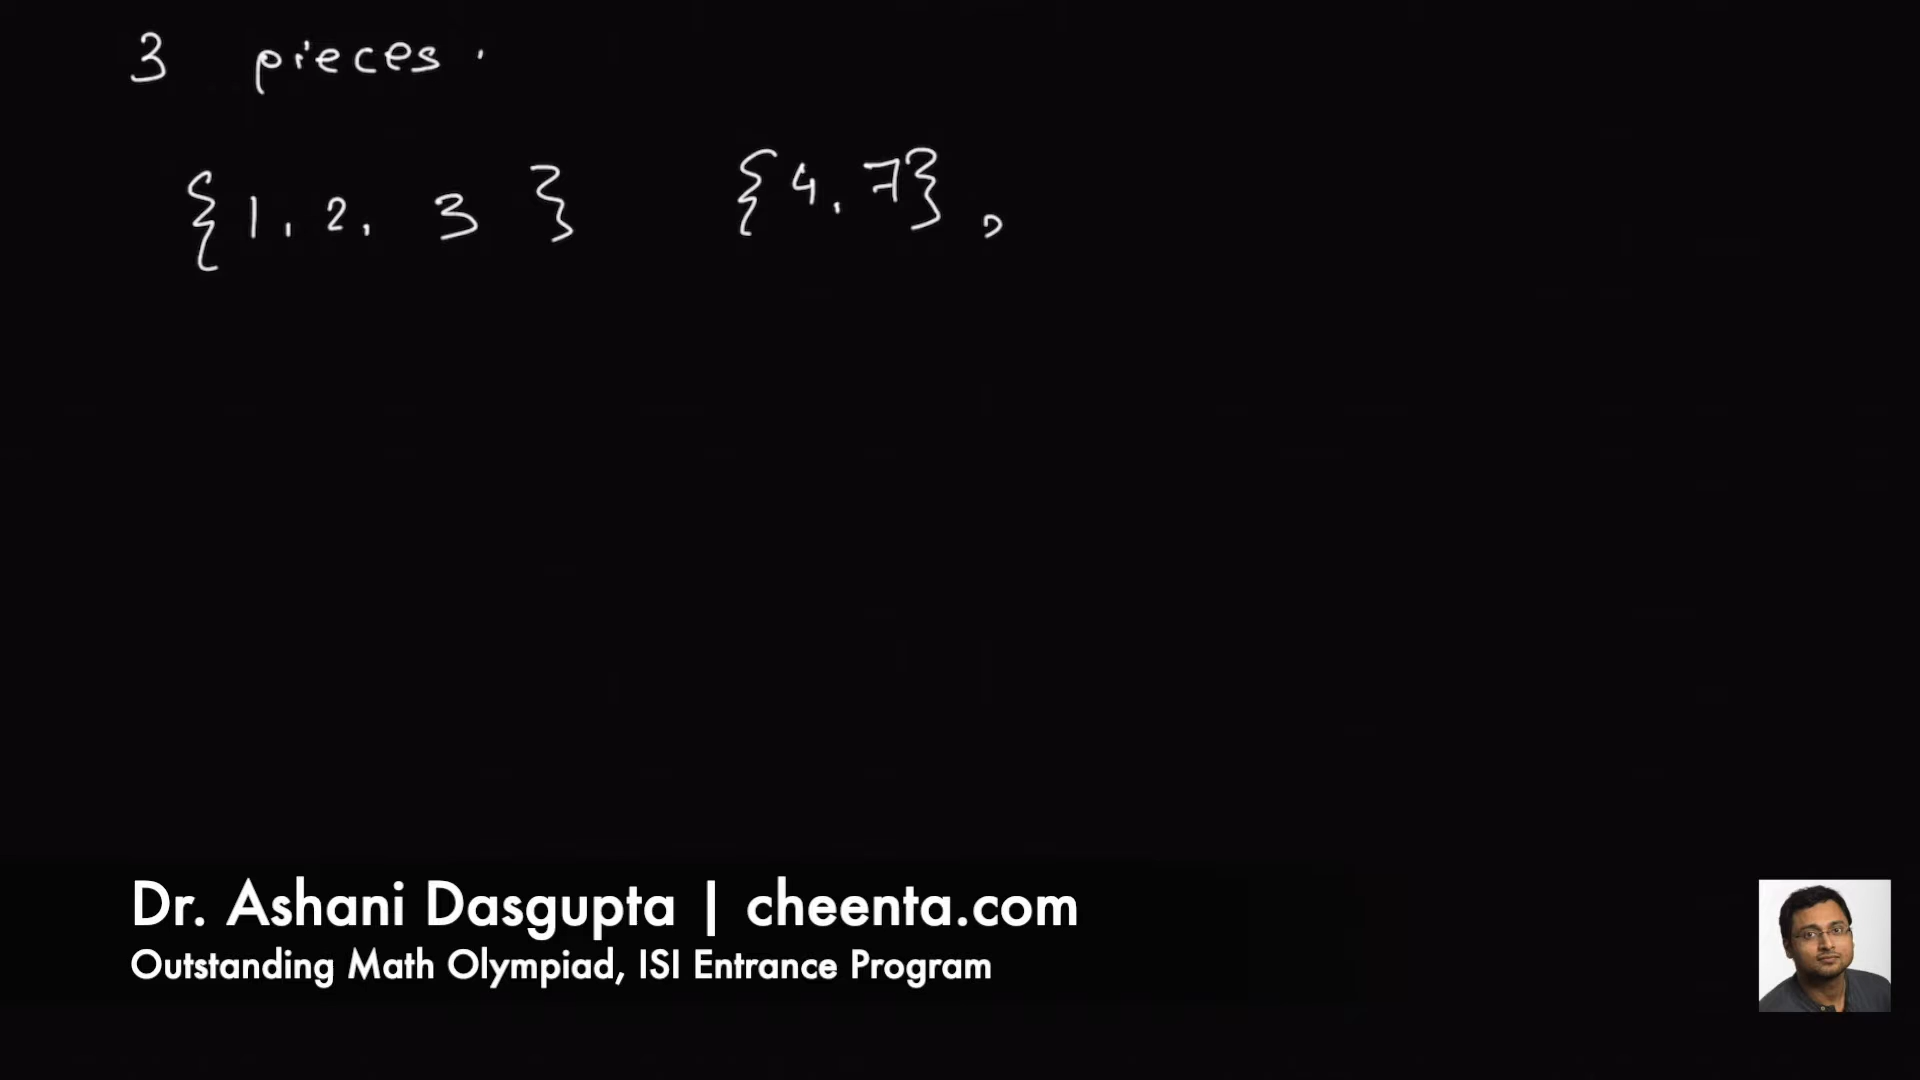 3 pieces.
{1, 2, 3} {4, 7},
Dr. Ashani Dasgupta | cheenta.com
Outstanding Math Olympiad, ISI Entrance Program